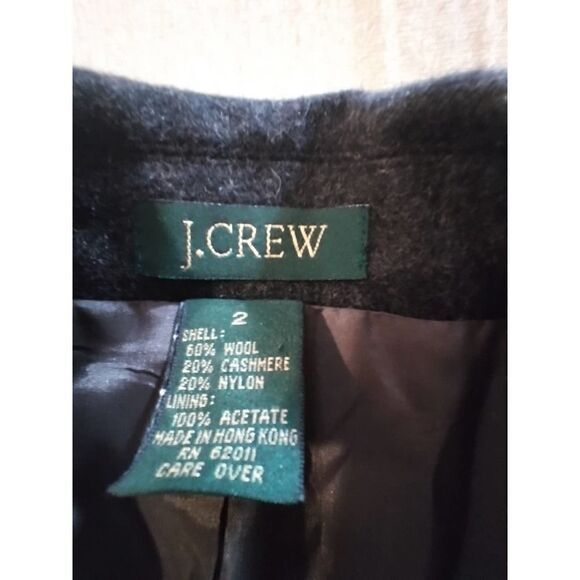 J.CREW
2
SHELL:
60% WOOL
20% CASHMERE
20% NYLON
LINING:
100% ACETATE
MADE IN HONG KONG
RN 62011
CARE OVER